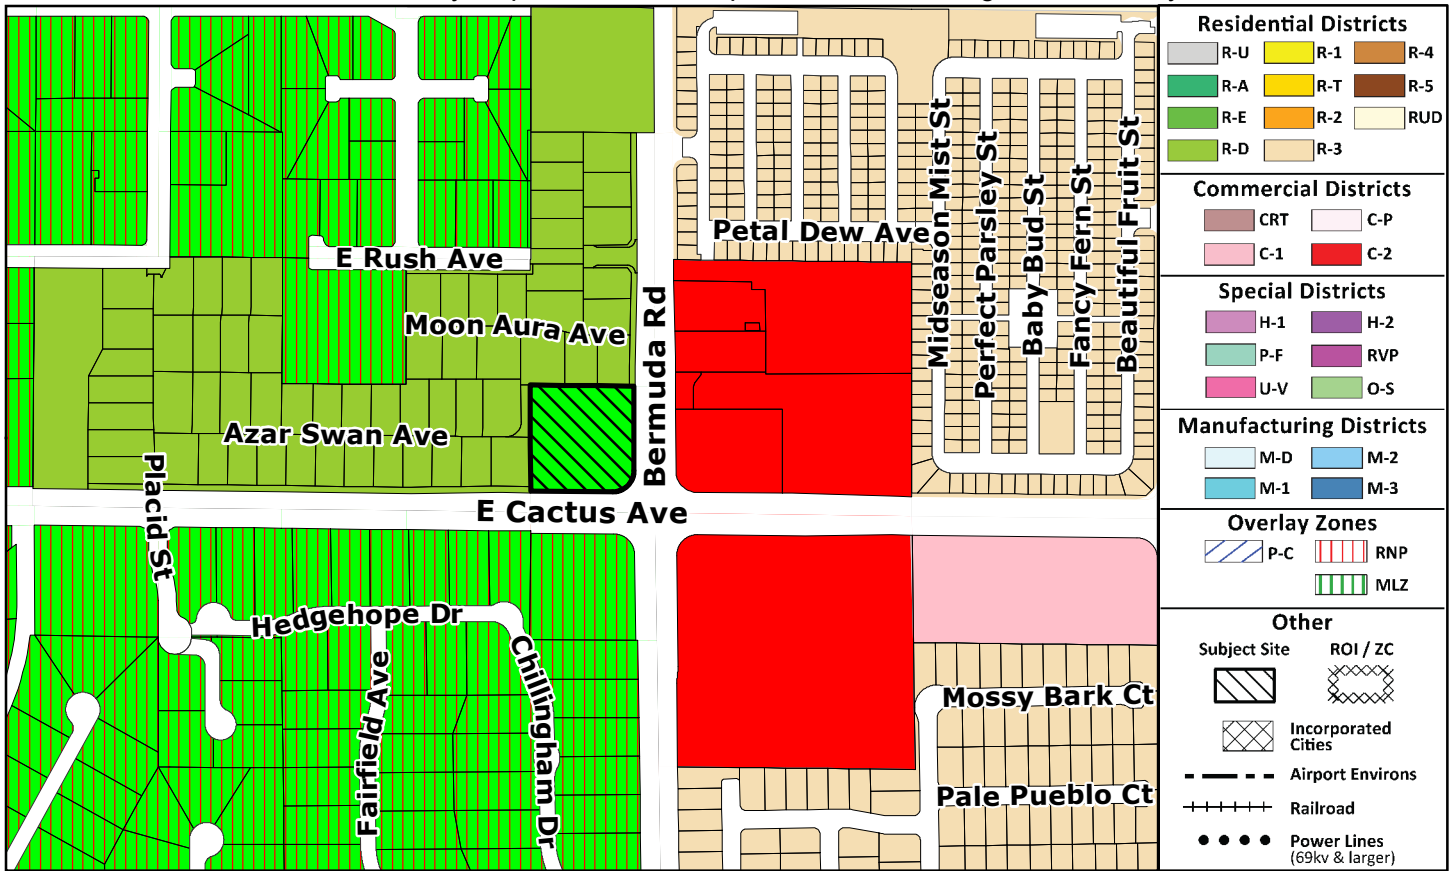 E Rush Ave
Moon Aura Ave
Azar Swan Ave
Bermuda Rd
E Cactus Ave
Placid St
Hedgehope Dr
Fairfield Ave
Chillingham Dr
Petal Dew Ave
Midseason Mist St
Perfect Parsley St
Baby Bud St
Fancy Fern St
Beautiful Fruit St
Mossy Bark Ct
Pale Pueblo Ct
Residential Districts
R-U R-1 R-4
R-A R-T R-5
R-E R-2 RUD
R-D R-3
Commercial Districts
CRT C-P
C-1 C-2
Special Districts
H-1 H-2
P-F RVP
U-V O-S
Manufacturing Districts
M-D M-2
M-1 M-3
Overlay Zones
P-C RNP
MLZ
Other
Subject Site ROI / ZC
Incorporated
Cities
Airport Environs
Railroad
Power Lines
(69kv & larger)